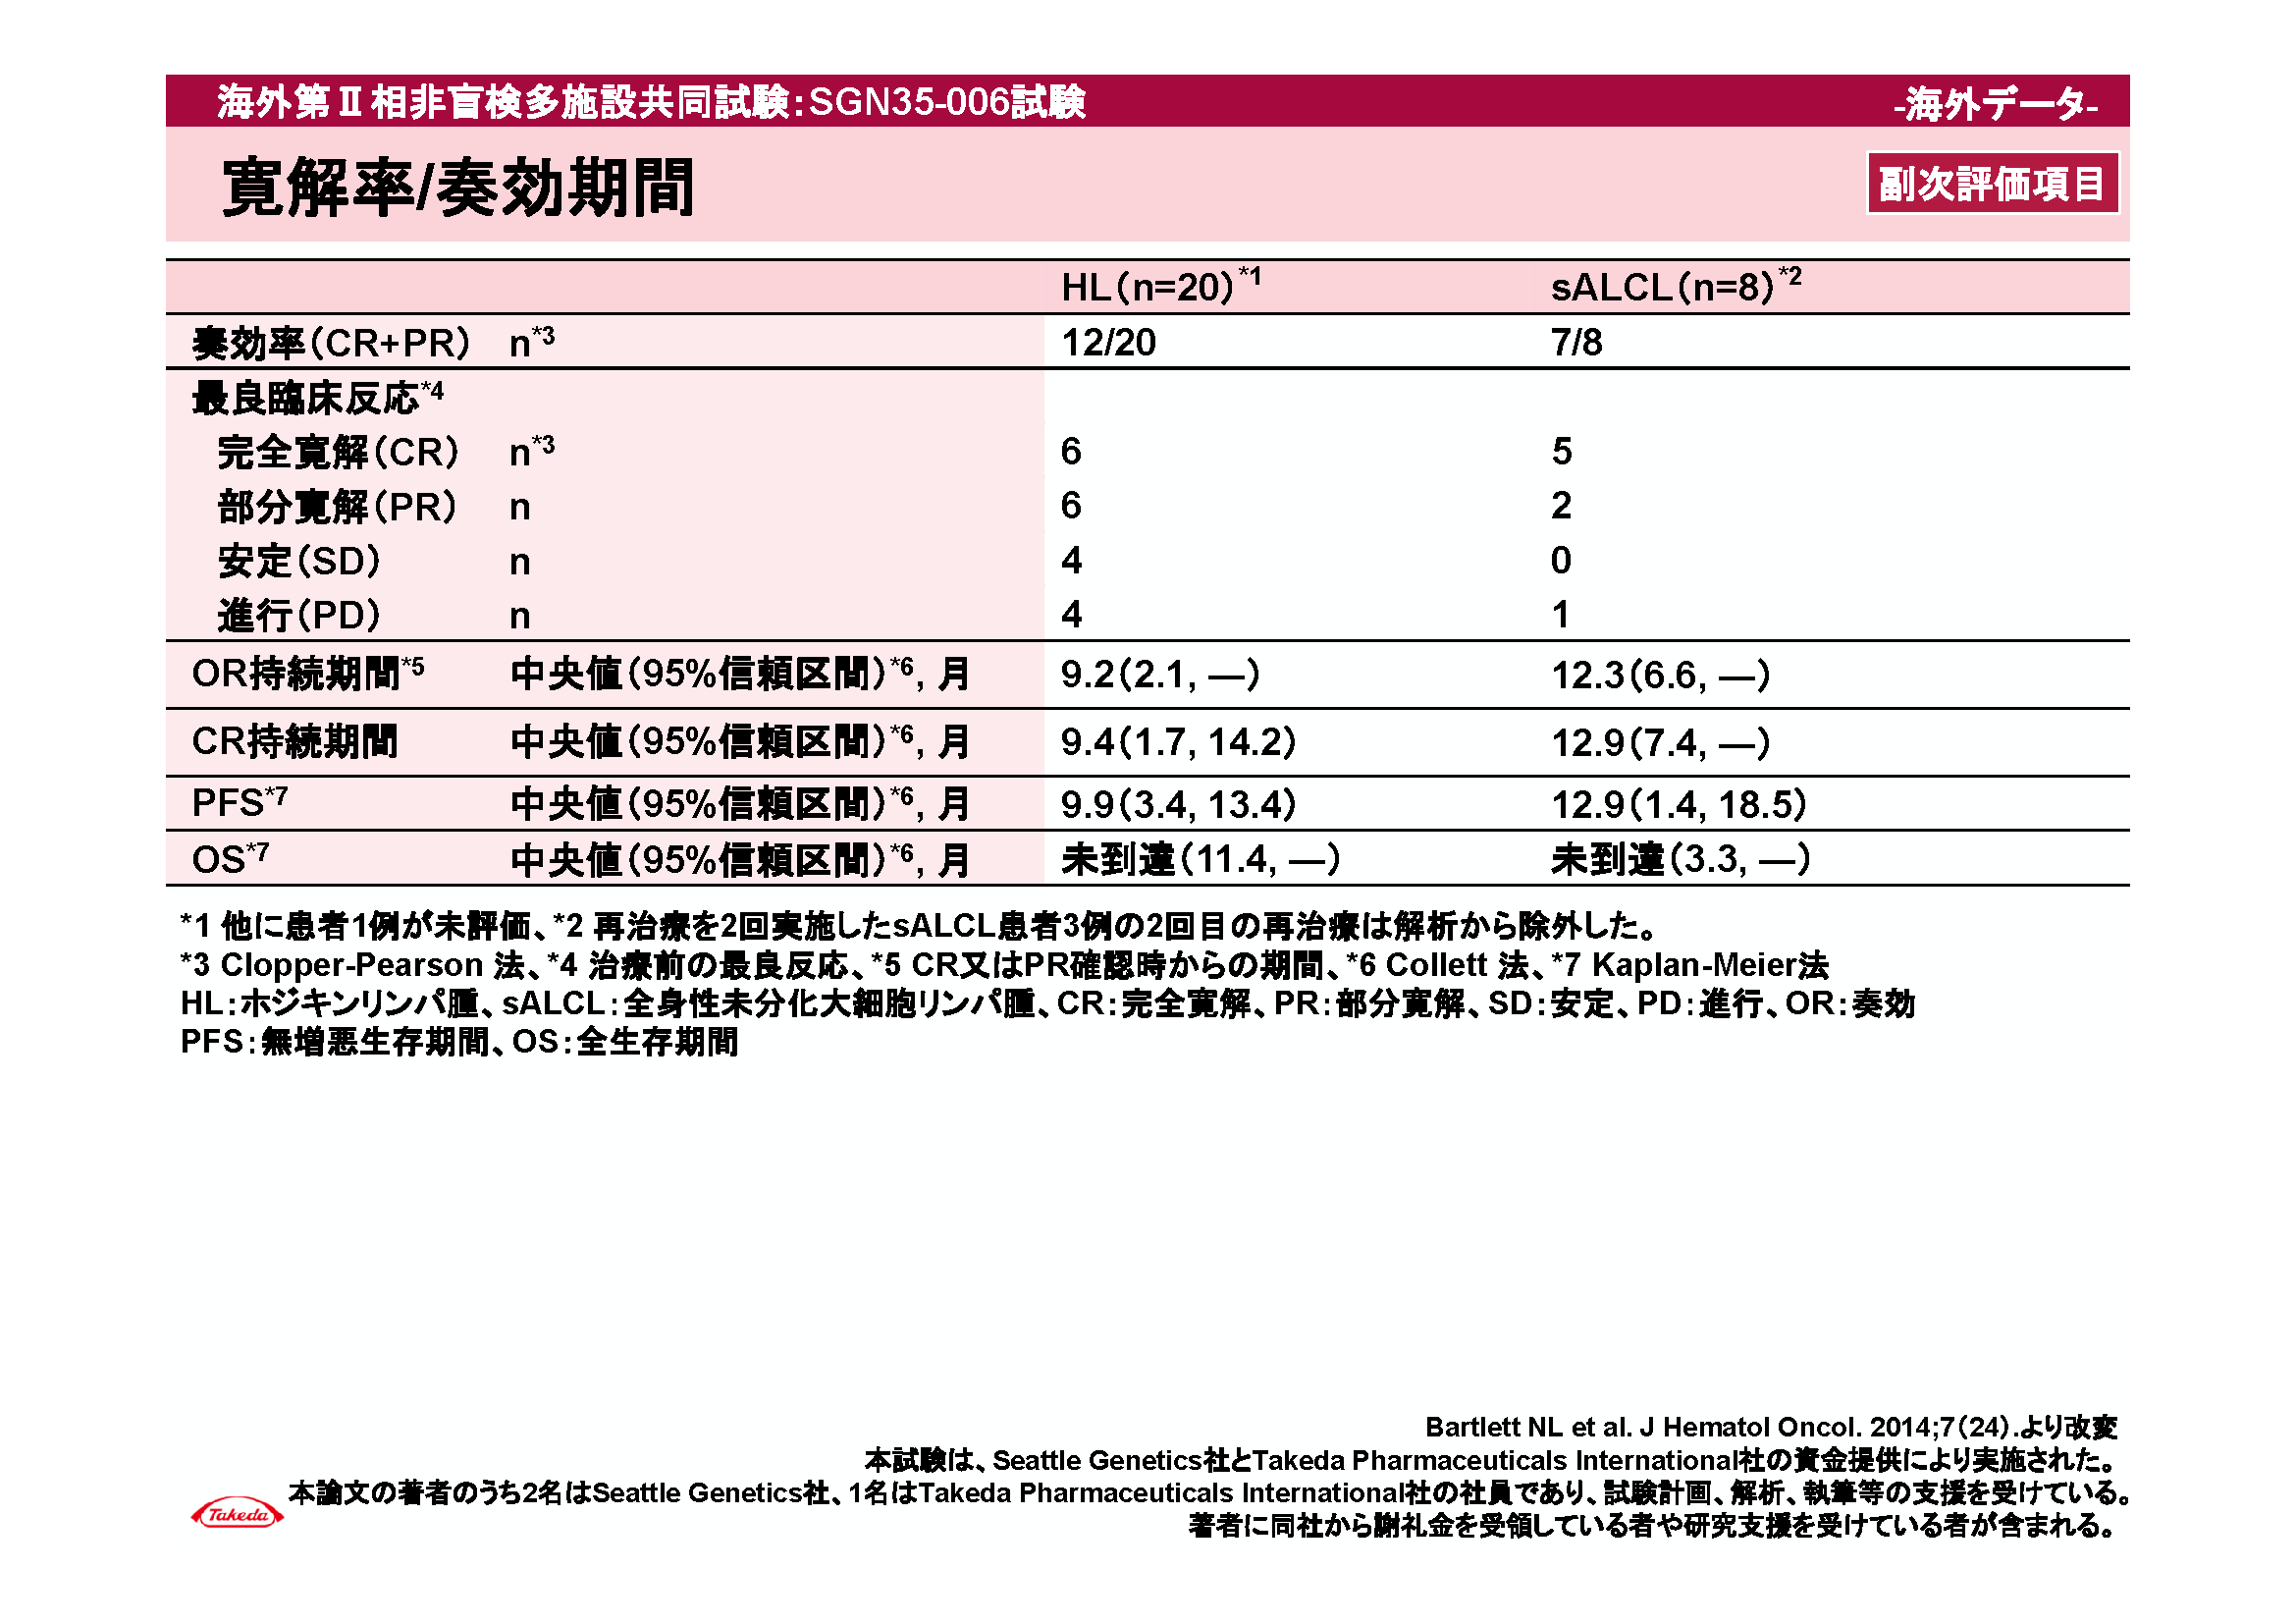 海外第Ⅱ相非盲検多施設共同試験：SGN35-006試験
-海外データ-
寛解率/奏効期間
副次評価項目
HL（n=20）*1 sALCL（n=8）*2
奏効率（CR+PR） n*3 12/20 7/8
最良臨床反応*4
完全寛解（CR） n*3 6 5
部分寛解（PR） n 6 2
安定（SD） n 4 0
進行（PD） n 4 1
OR持続期間*5 中央値（95%信頼区間）*6, 月 9.2（2.1, —） 12.3（6.6, —）
CR持続期間 中央値（95%信頼区間）*6, 月 9.4（1.7, 14.2） 12.9（7.4, —）
PFS*7 中央値（95%信頼区間）*6, 月 9.9（3.4, 13.4） 12.9（1.4, 18.5）
OS*7 中央値（95%信頼区間）*6, 月 未到達（11.4, —） 未到達（3.3, —）
*1 他に患者1例が未評価、*2 再治療を2回実施したsALCL患者3例の2回目の再治療は解析から除外した。
*3 Clopper-Pearson 法、*4 治療前の最良反応、*5 CR又はPR確認時からの期間、*6 Collett 法、*7 Kaplan-Meier法
HL：ホジキンリンパ腫、sALCL：全身性未分化大細胞リンパ腫、CR：完全寛解、PR：部分寛解、SD：安定、PD：進行、OR：奏効
PFS：無増悪生存期間、OS：全生存期間
Bartlett NL et al. J Hematol Oncol. 2014;7（24）.より改変
本試験は、Seattle Genetics社とTakeda Pharmaceuticals International社の資金提供により実施された。
本論文の著者のうち2名はSeattle Genetics社、1名はTakeda Pharmaceuticals International社の社員であり、試験計画、解析、執筆等の支援を受けている。
著者に同社から謝礼金を受領している者や研究支援を受けている者が含まれる。
Takeda